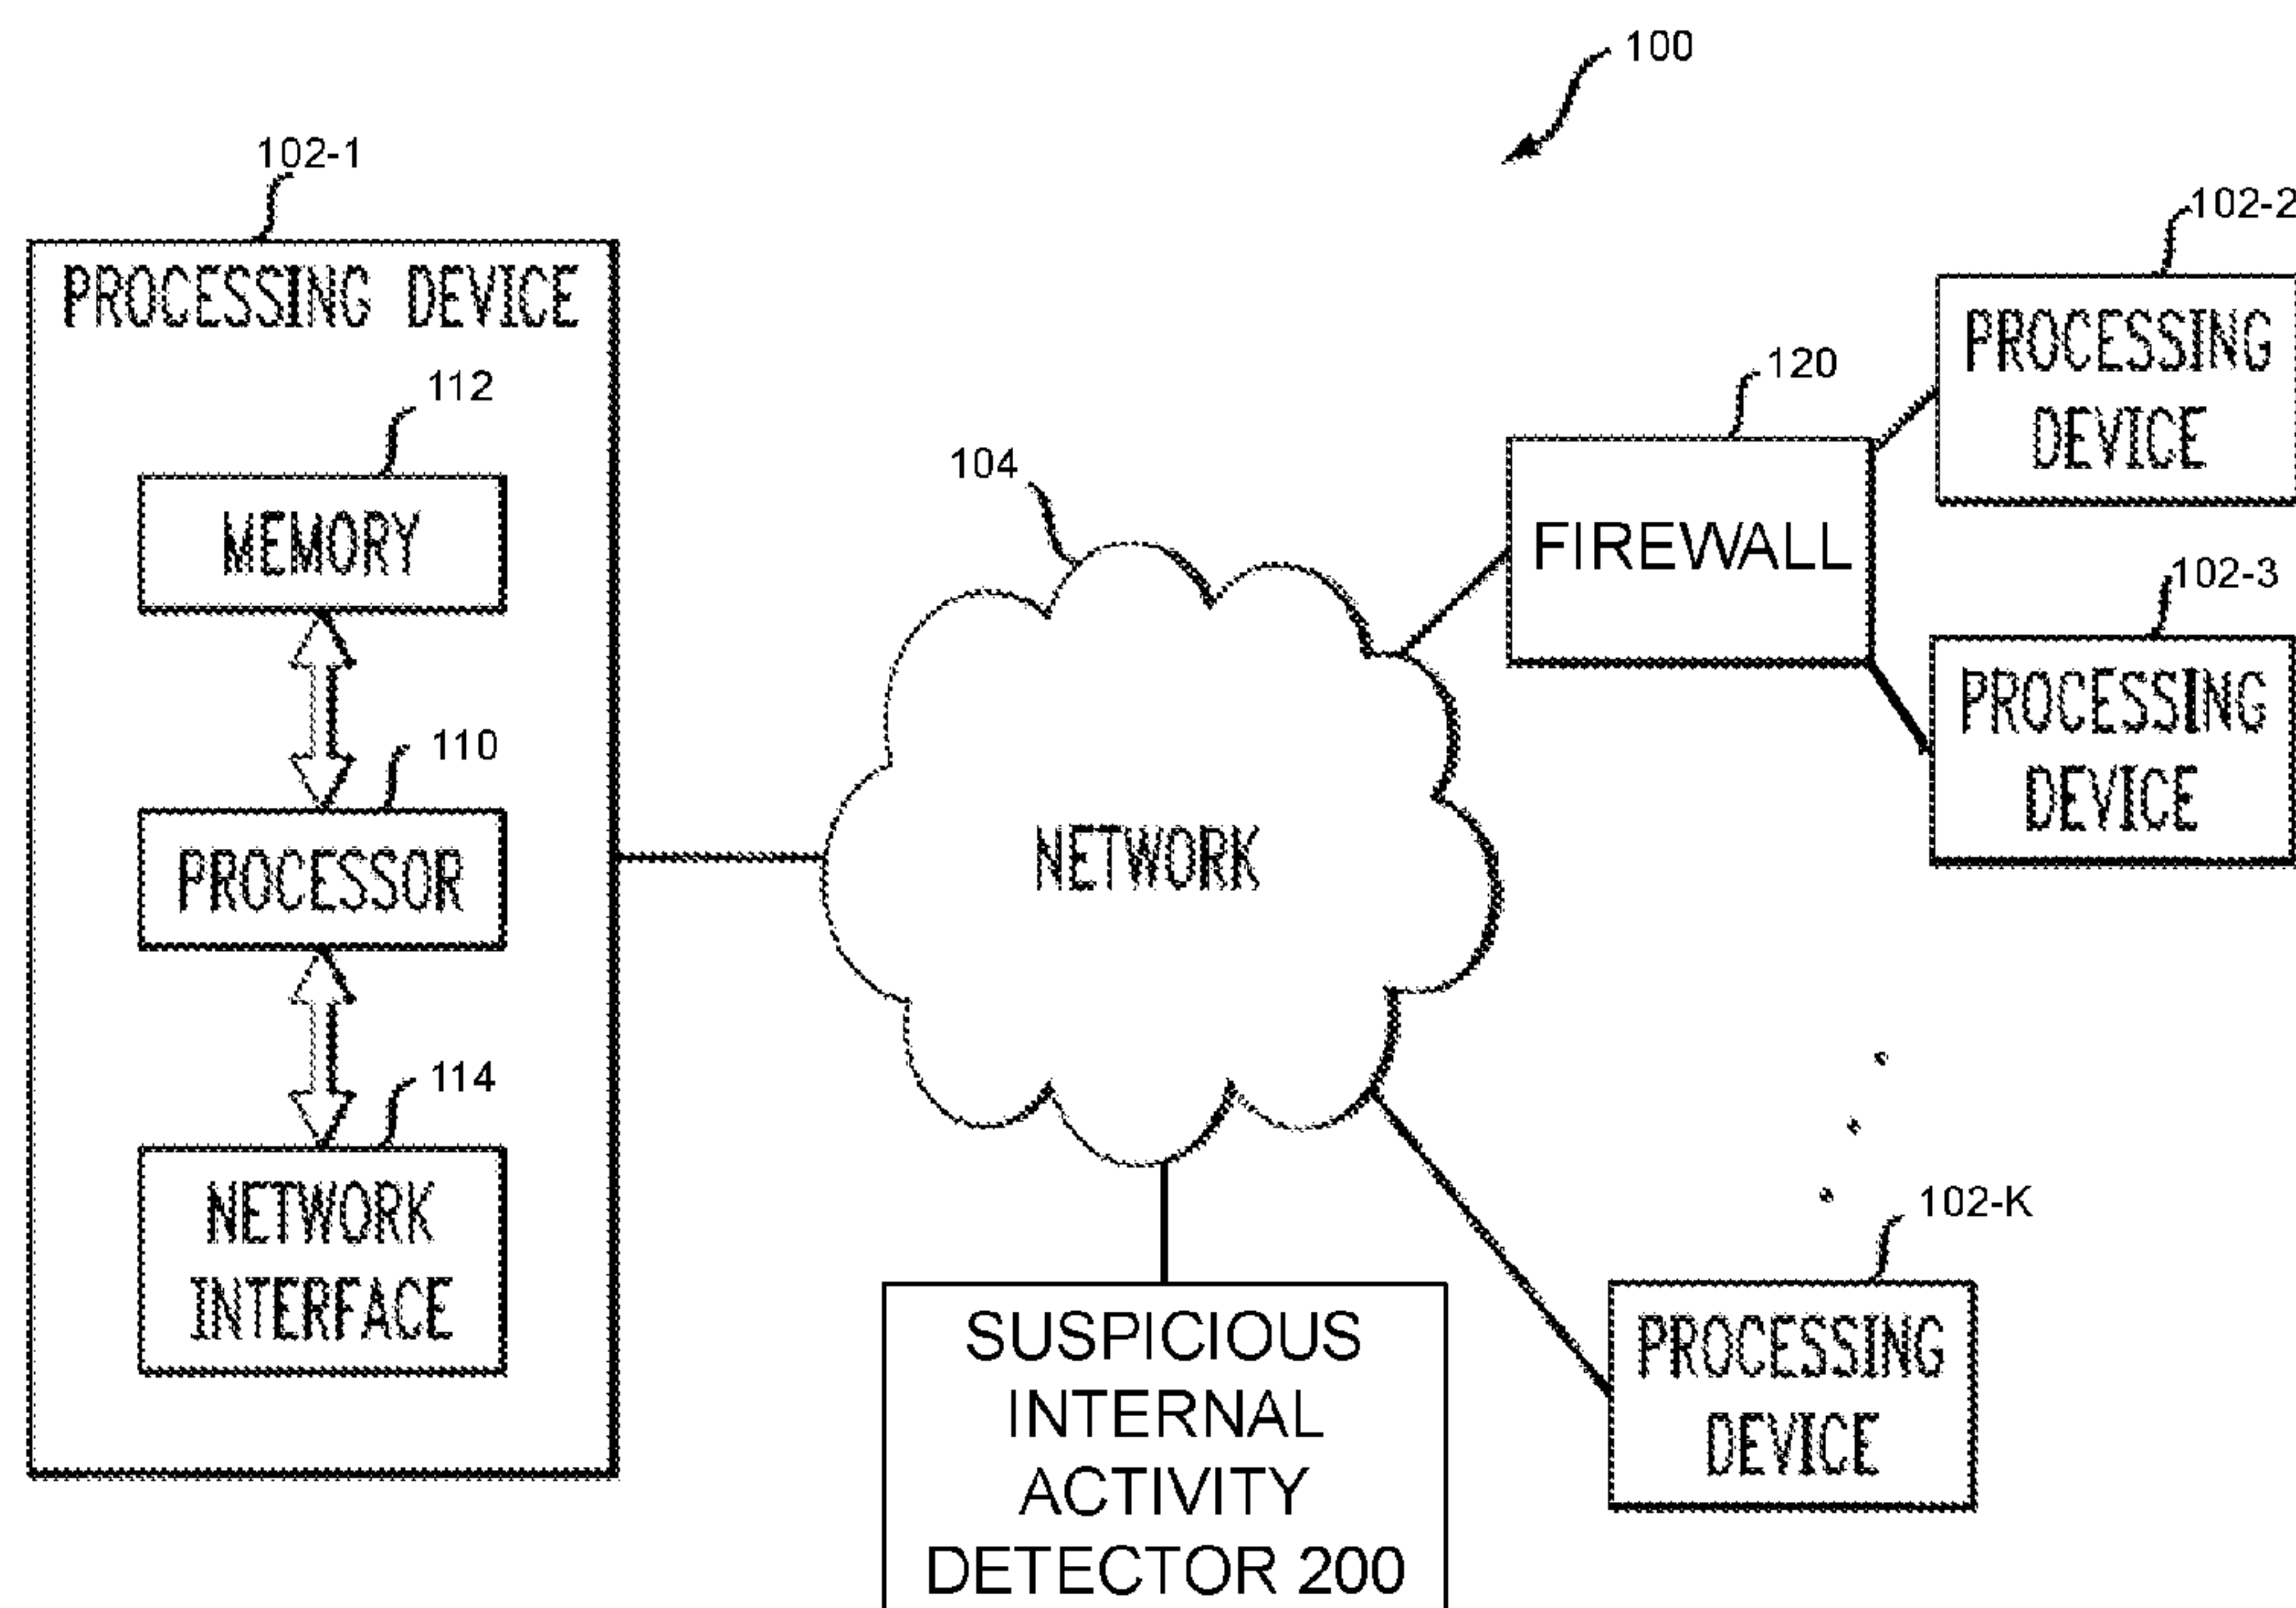 100
102-1
PROCESSING DEVICE
112
MEMORY
110
PROCESSOR
114
NETWORK
INTERFACE
104
NETWORK
120
FIREWALL
102-2
PROCESSING
DEVICE
102-3
PROCESSING
DEVICE
102-K
PROCESSING
DEVICE
SUSPICIOUS
INTERNAL
ACTIVITY
DETECTOR 200